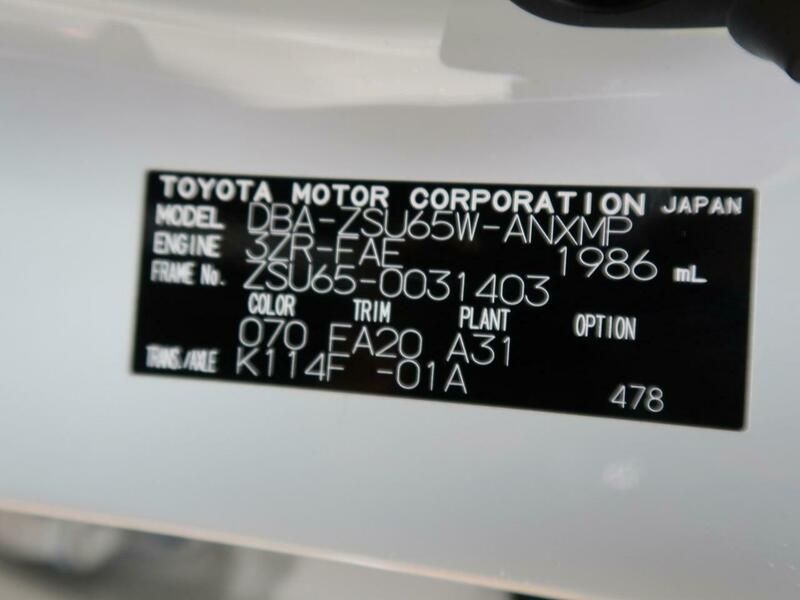 TOYOTA MOTOR CORPORATION JAPAN
MODEL DBA-ZSU65W-ANXMP
ENGINE 3ZR-FAE 1986 mL
FRAME No. ZSU65-0031403
COLOR TRIM PLANT OPTION
070 FA20 A31
TRANS./AXLE K114F -01A
478